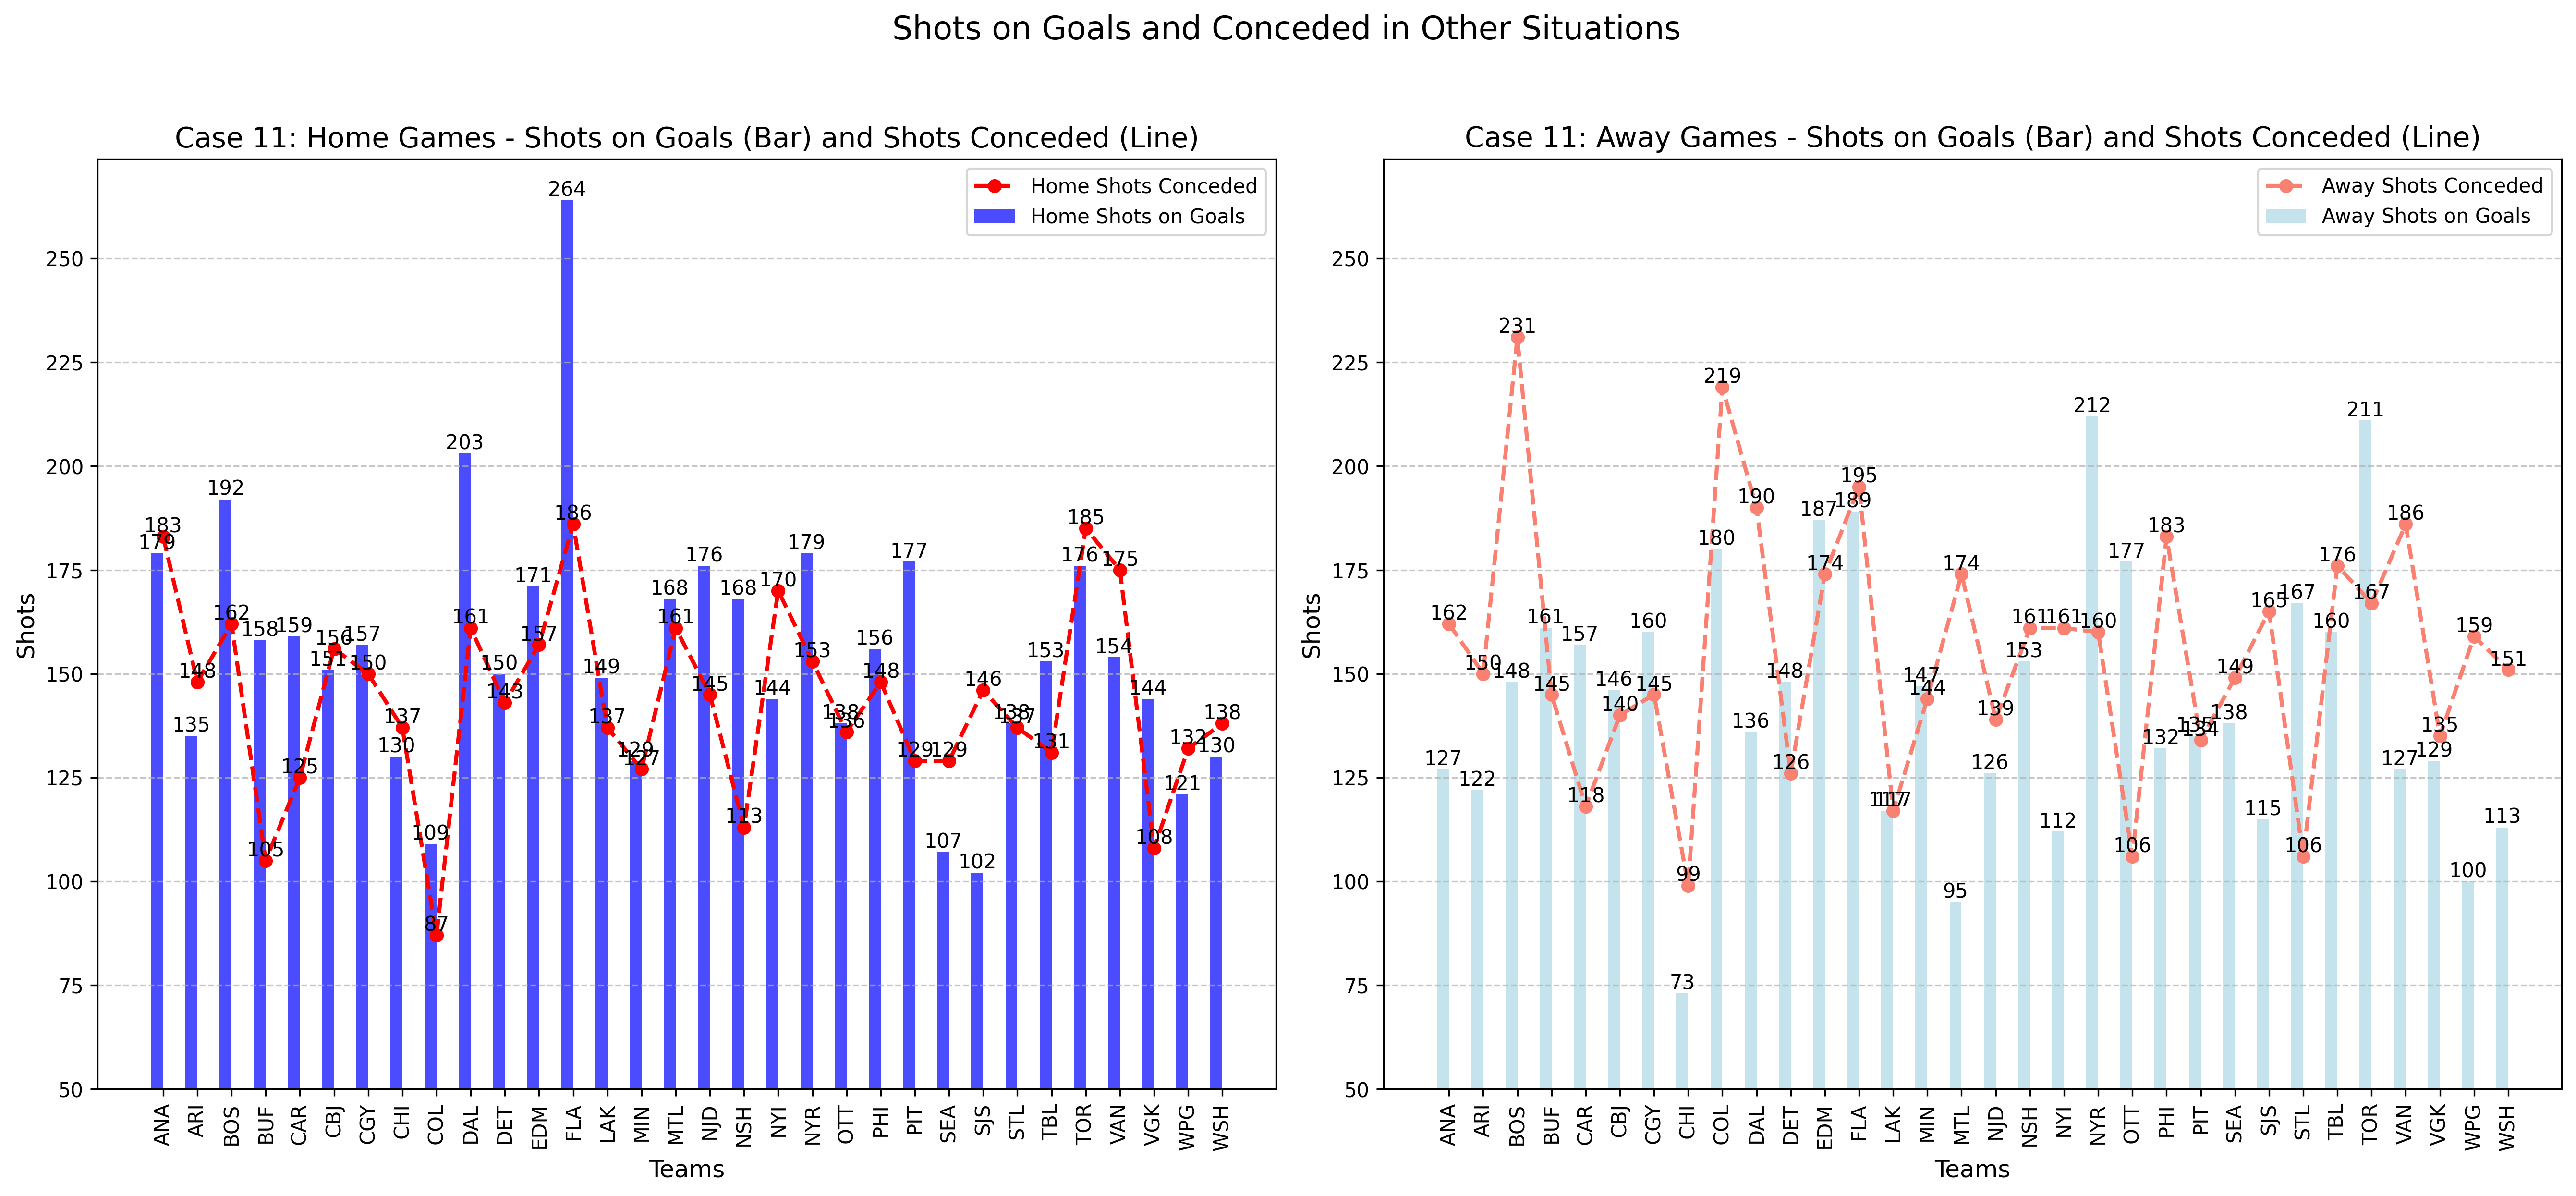 Shots on Goals and Conceded in Other Situations
Case 11: Home Games - Shots on Goals (Bar) and Shots Conceded (Line)
Home Shots Conceded
Home Shots on Goals
Shots
250
225
200
175
150
125
100
75
50
179 135 192 158 159 151 157 130 109 203 150 171 264 149 129 168 176 168 144 179 138 156 177 107 102 138 153 176 154 144 121 130
183 148 162 105 125 156 150 137 87 161 143 157 186 137 127 161 145 113 170 153 136 148 129 129 146 137 131 185 175 108 132 138
ANA ARI BOS BUF CAR CBJ CGY CHI COL DAL DET EDM FLA LAK MIN MTL NJD NSH NYI NYR OTT PHI PIT SEA SJS STL TBL TOR VAN VGK WPG WSH
Teams
Case 11: Away Games - Shots on Goals (Bar) and Shots Conceded (Line)
Away Shots Conceded
Away Shots on Goals
Shots
250
225
200
175
150
125
100
75
50
127 122 148 161 157 146 160 73 180 136 148 187 189 117 147 95 126 153 112 212 177 132 135 138 115 167 160 211 127 129 100 113
162 150 231 145 118 140 145 99 219 190 126 174 195 117 144 174 139 161 161 160 106 183 134 149 165 106 176 167 186 135 159 151
ANA ARI BOS BUF CAR CBJ CGY CHI COL DAL DET EDM FLA LAK MIN MTL NJD NSH NYI NYR OTT PHI PIT SEA SJS STL TBL TOR VAN VGK WPG WSH
Teams